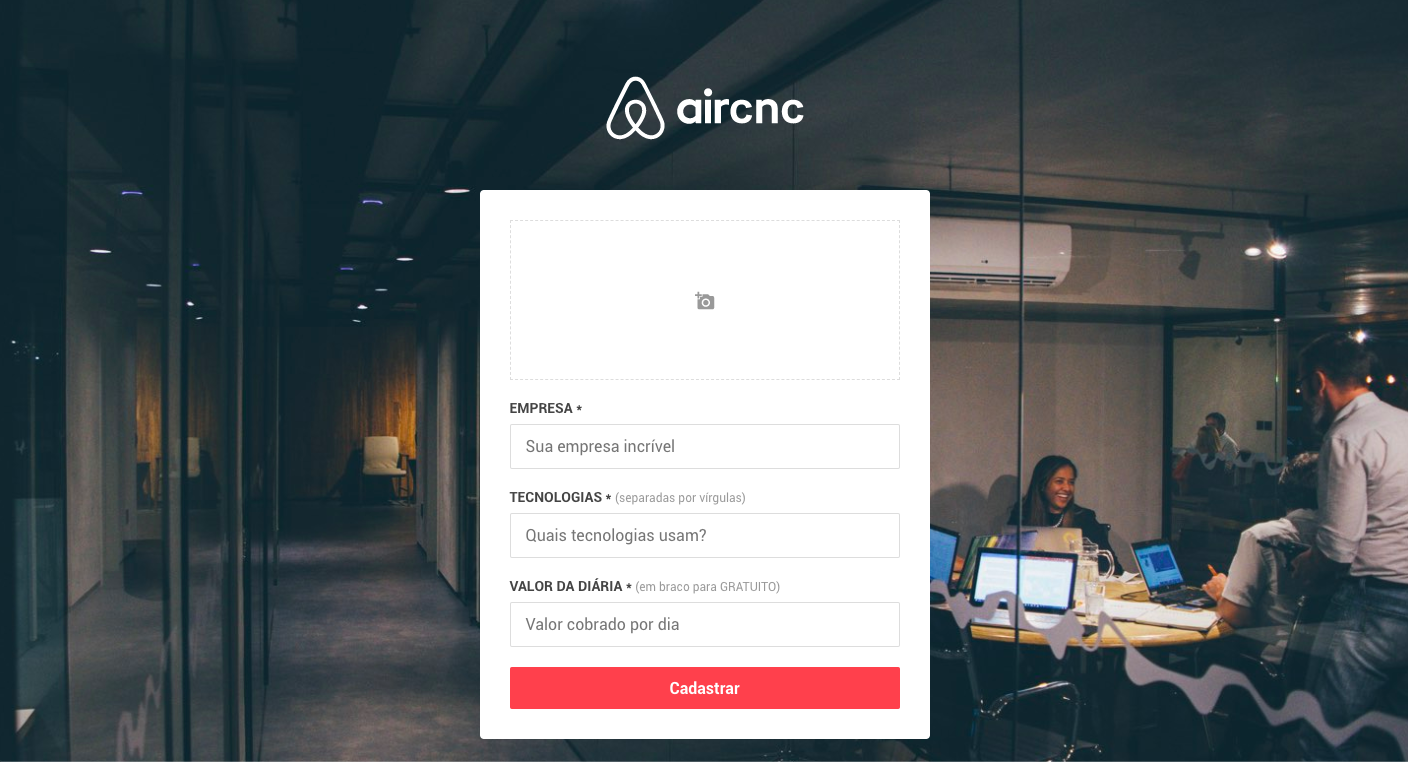 aircnc
EMPRESA *
Sua empresa incrível
TECNOLOGIAS * (separadas por vírgulas)
Quais tecnologias usam?
VALOR DA DIÁRIA * (em braco para GRATUITO)
Valor cobrado por dia
Cadastrar